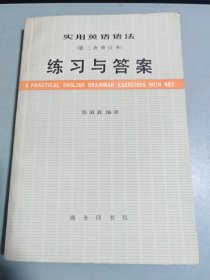 实用英语语法
(第二次修订本)
练习与答案
A PRACTICAL ENGLISH GRAMMAR EXERCISES WITH KEY
张道真 编著
商务印书馆